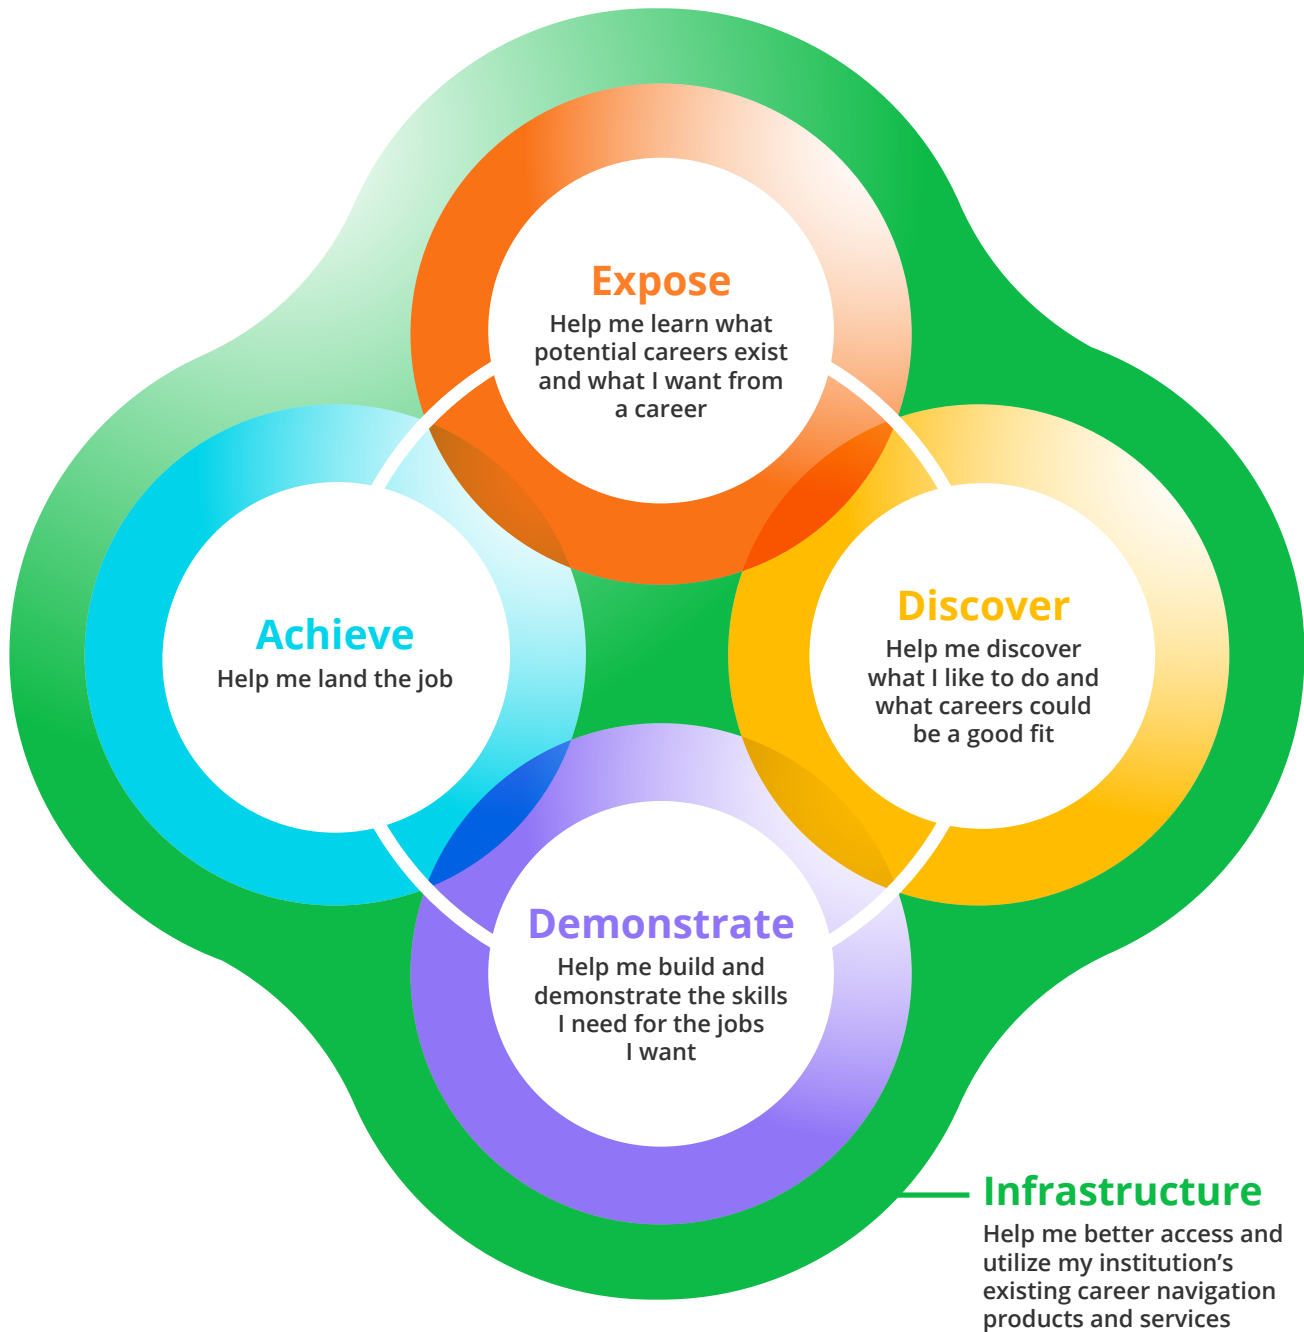 Expose
Help me learn what
potential careers exist
and what I want from
a career
Discover
Help me discover
what I like to do and
what careers could
be a good fit
Achieve
Help me land the job
Demonstrate
Help me build and
demonstrate the skills
I need for the jobs
I want
Infrastructure
Help me better access and
utilize my institution’s
existing career navigation
products and services